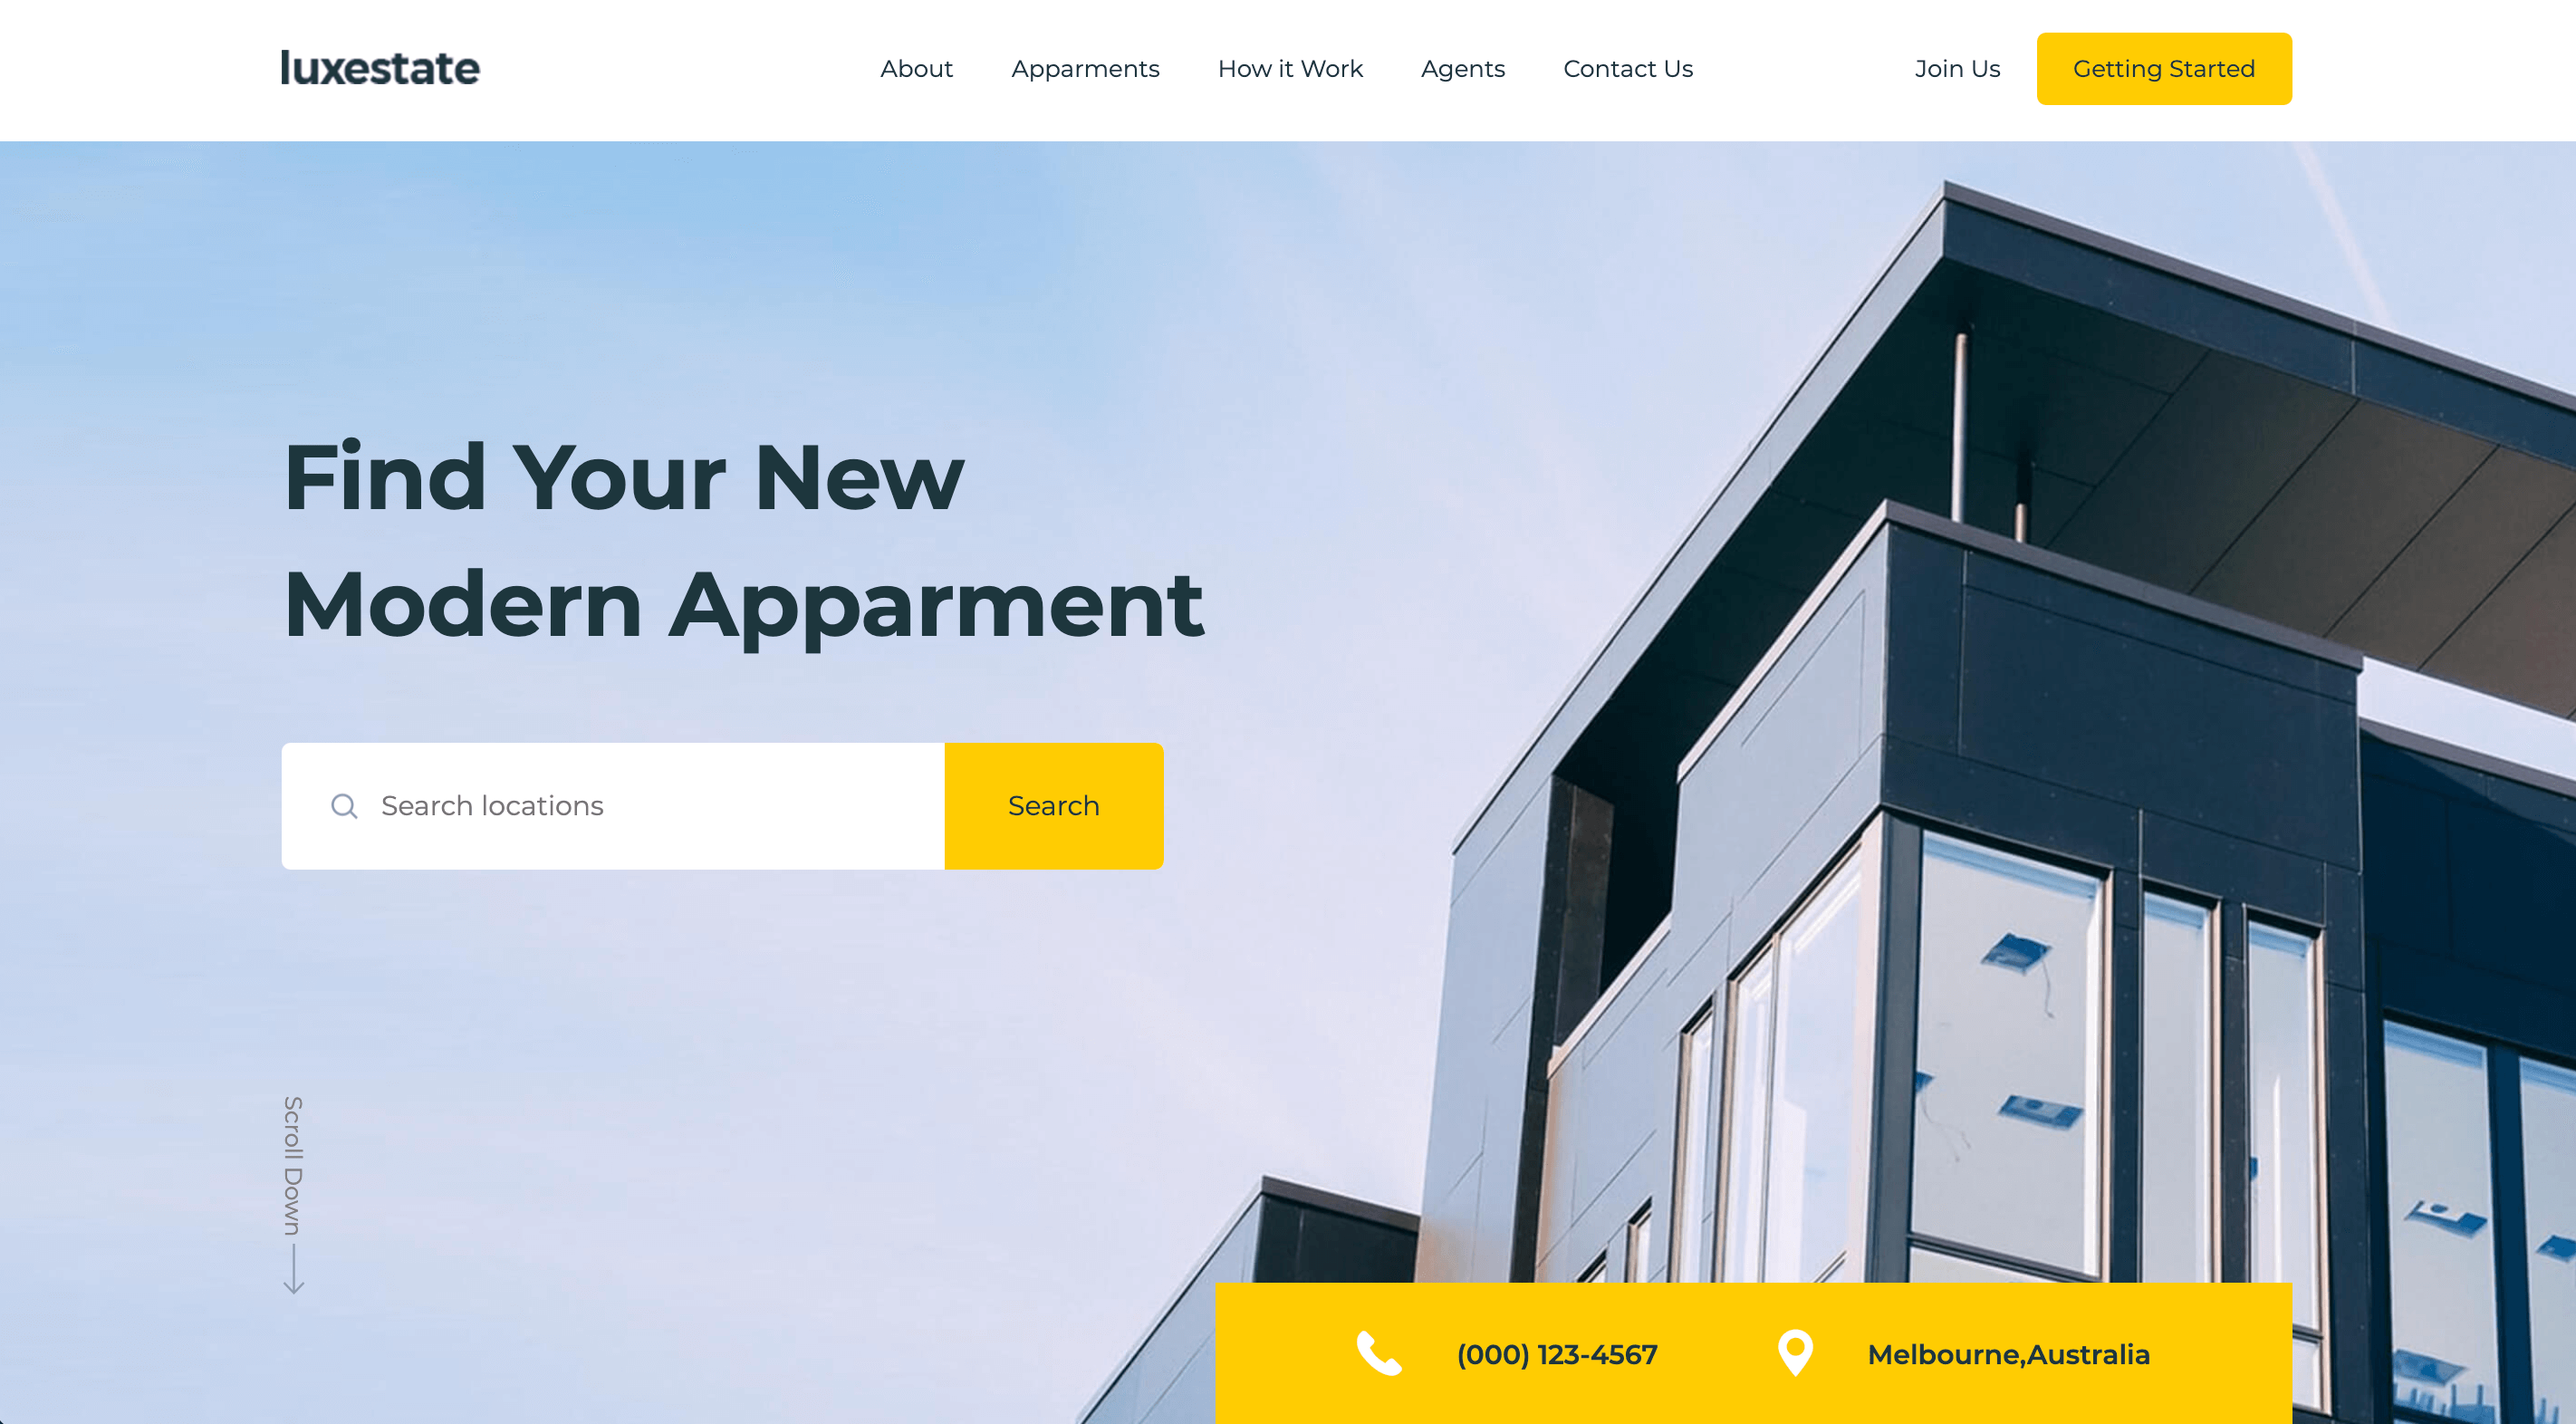 luxestate
About
Apparments
How it Work
Agents
Contact Us
Join Us
Getting Started
Find Your New
Modern Apparment
Search locations
Search
Scroll Down
(000) 123-4567
Melbourne,Australia